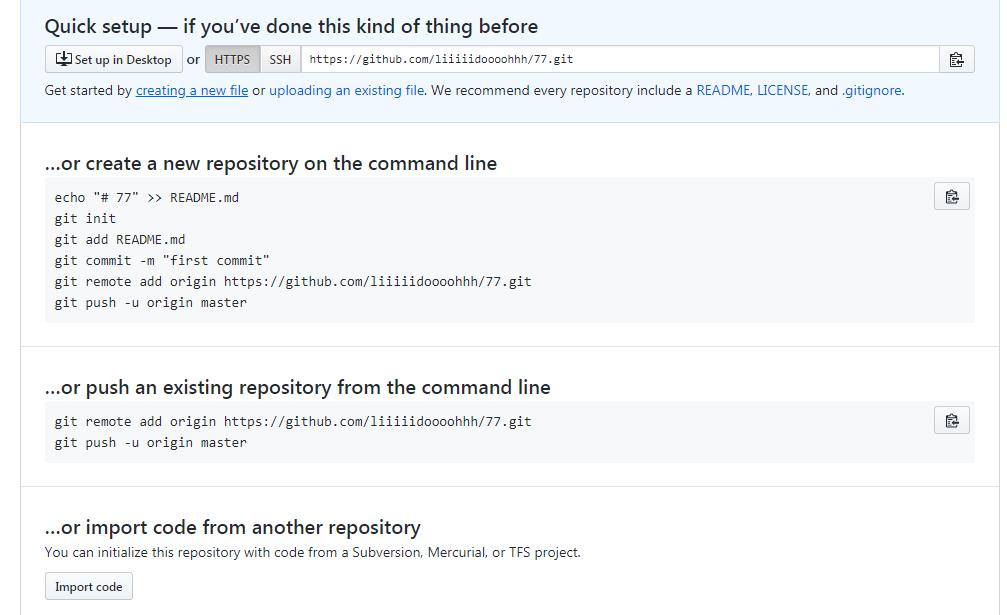 Quick setup — if you’ve done this kind of thing before
Set up in Desktop or HTTPS SSH https://github.com/liiiiidoooohhh/77.git
Get started by creating a new file or uploading an existing file. We recommend every repository include a README, LICENSE, and .gitignore.
...or create a new repository on the command line
echo "# 77" >> README.md
git init
git add README.md
git commit -m "first commit"
git remote add origin https://github.com/liiiiidoooohhh/77.git
git push -u origin master
...or push an existing repository from the command line
git remote add origin https://github.com/liiiiidoooohhh/77.git
git push -u origin master
...or import code from another repository
You can initialize this repository with code from a Subversion, Mercurial, or TFS project.
Import code